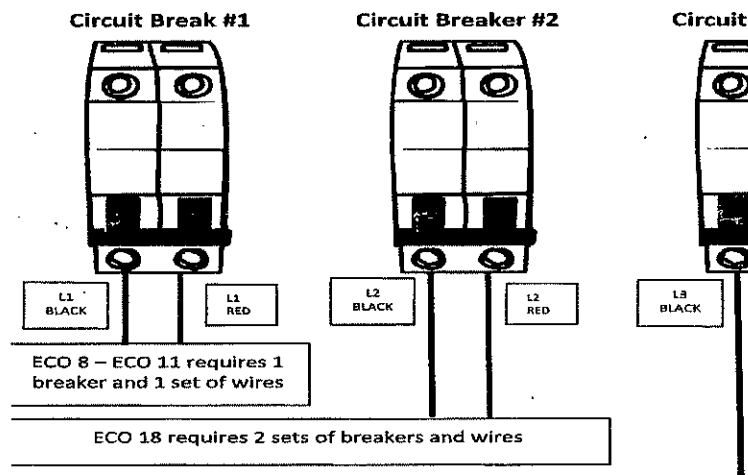 Circuit Break #1
Circuit Breaker #2
Circuit
L1
BLACK
L1
RED
L2
BLACK
L2
RED
L3
BLACK
ECO 8 – ECO 11 requires 1
breaker and 1 set of wires
ECO 18 requires 2 sets of breakers and wires